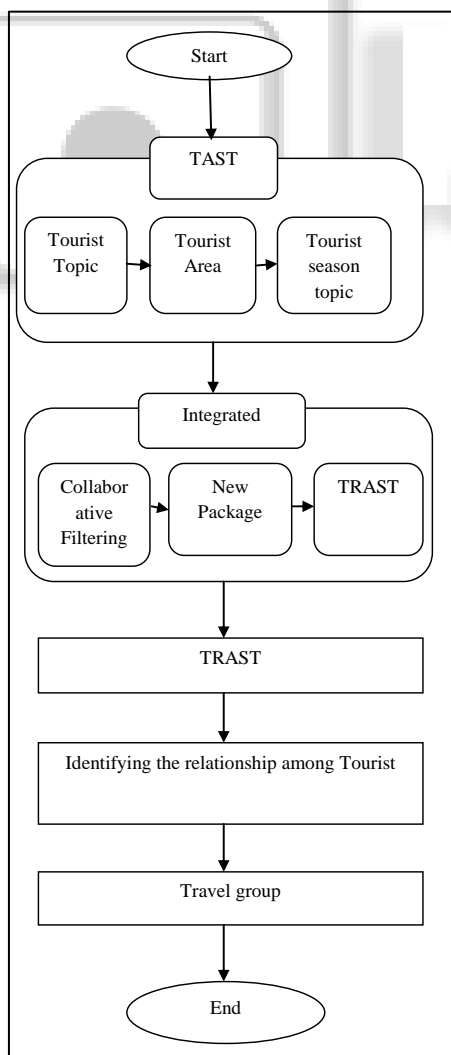 Start
TAST
Tourist
Topic
Tourist
Area
Tourist
season
topic
Integrated
Collabor
ative
Filtering
New
Package
TRAST
TRAST
Identifying the relationship among Tourist
Travel group
End